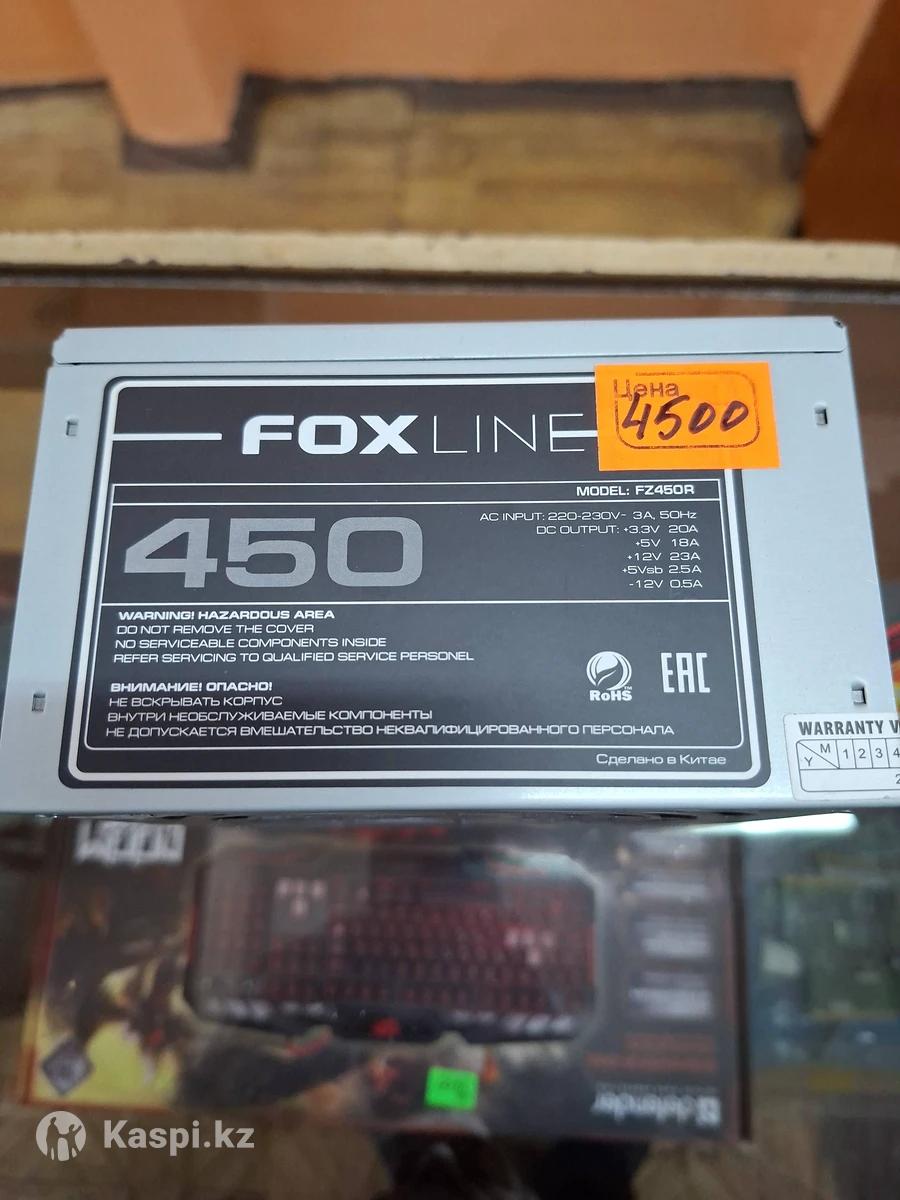 FOXLINE
Цена
4500
MODEL: FZ450R
450
AC INPUT: 220-230V~ 3A, 50Hz
DC OUTPUT: +3.3V 20A
+5V 18A
+12V 23A
+5Vsb 2.5A
-12V 0.5A
WARNING! HAZARDOUS AREA
DO NOT REMOVE THE COVER
NO SERVICEABLE COMPONENTS INSIDE
REFER SERVICING TO QUALIFIED SERVICE PERSONEL
RoHS
EAC
ВНИМАНИЕ! ОПАСНО!
НЕ ВСКРЫВАТЬ КОРПУС
ВНУТРИ НЕОБСЛУЖИВАЕМЫЕ КОМПОНЕНТЫ
НЕ ДОПУСКАЕТСЯ ВМЕШАТЕЛЬСТВО НЕКВАЛИФИЦИРОВАННОГО ПЕРСОНАЛА
Сделано в Китае
WARRANTY
M
Y
1 2 3 4
2
defender
Kaspi.kz